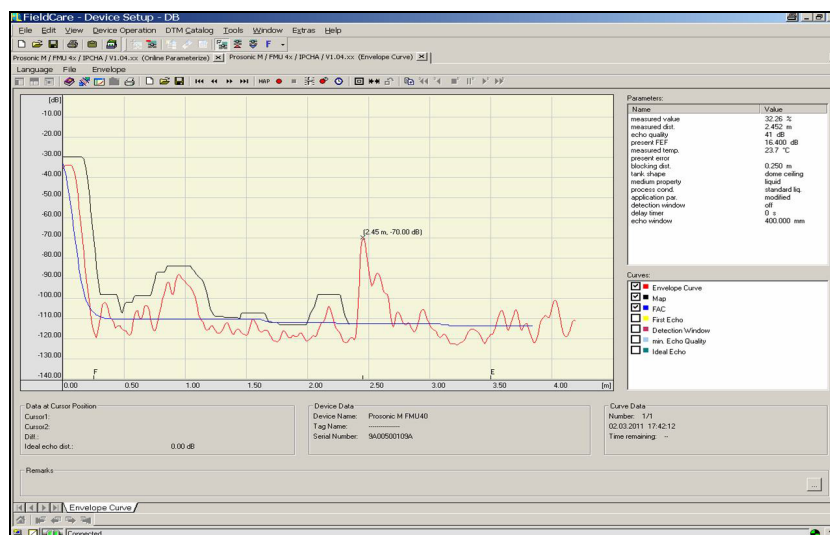 FieldCare - Device Setup - DB
File Edit View Device Operation DTM Catalog Tools Window Extras Help
Prosonic M / FMU 4x / IPCHA / V1.04.xx (Online Parameterize) Prosonic M / FMU 4x / IPCHA / V1.04.xx (Envelope Curve)
Language File Envelope
MAP
[dB]
-10.00
-20.00
-30.00
-40.00
-50.00
-60.00
-70.00
-80.00
-90.00
-100.00
-110.00
-120.00
-130.00
-140.00
(2.45 m, -70.00 dB)
F E
0.00 0.50 1.00 1.50 2.00 2.50 3.00 3.50 4.00 [m]
Parameters:
Name Value
measured value 32.26 %
measured dist. 2.452 m
echo quality 41 dB
present FEF 16.400 dB
measured temp. 23.7 °C
present error
blocking dist. 0.250 m
tank shape dome ceiling
medium property liquid
process cond. standard liq.
application par. modified
detection window off
delay timer 0 s
echo window 400.000 mm
Curves:
Envelope Curve
Map
FAC
First Echo
Detection Window
min. Echo Quality
Ideal Echo
Data at Cursor Position
Cursor1:
Cursor2:
Diff.:
Ideal echo dist.: 0.00 dB
Device Data
Device Name: Prosonic M FMU40
Tag Name: --------------
Serial Number: 9A00500109A
Curve Data
Number: 1/1
02.03.2011 17:42:12
Time remaining: --
Remarks
...
Envelope Curve
Connected